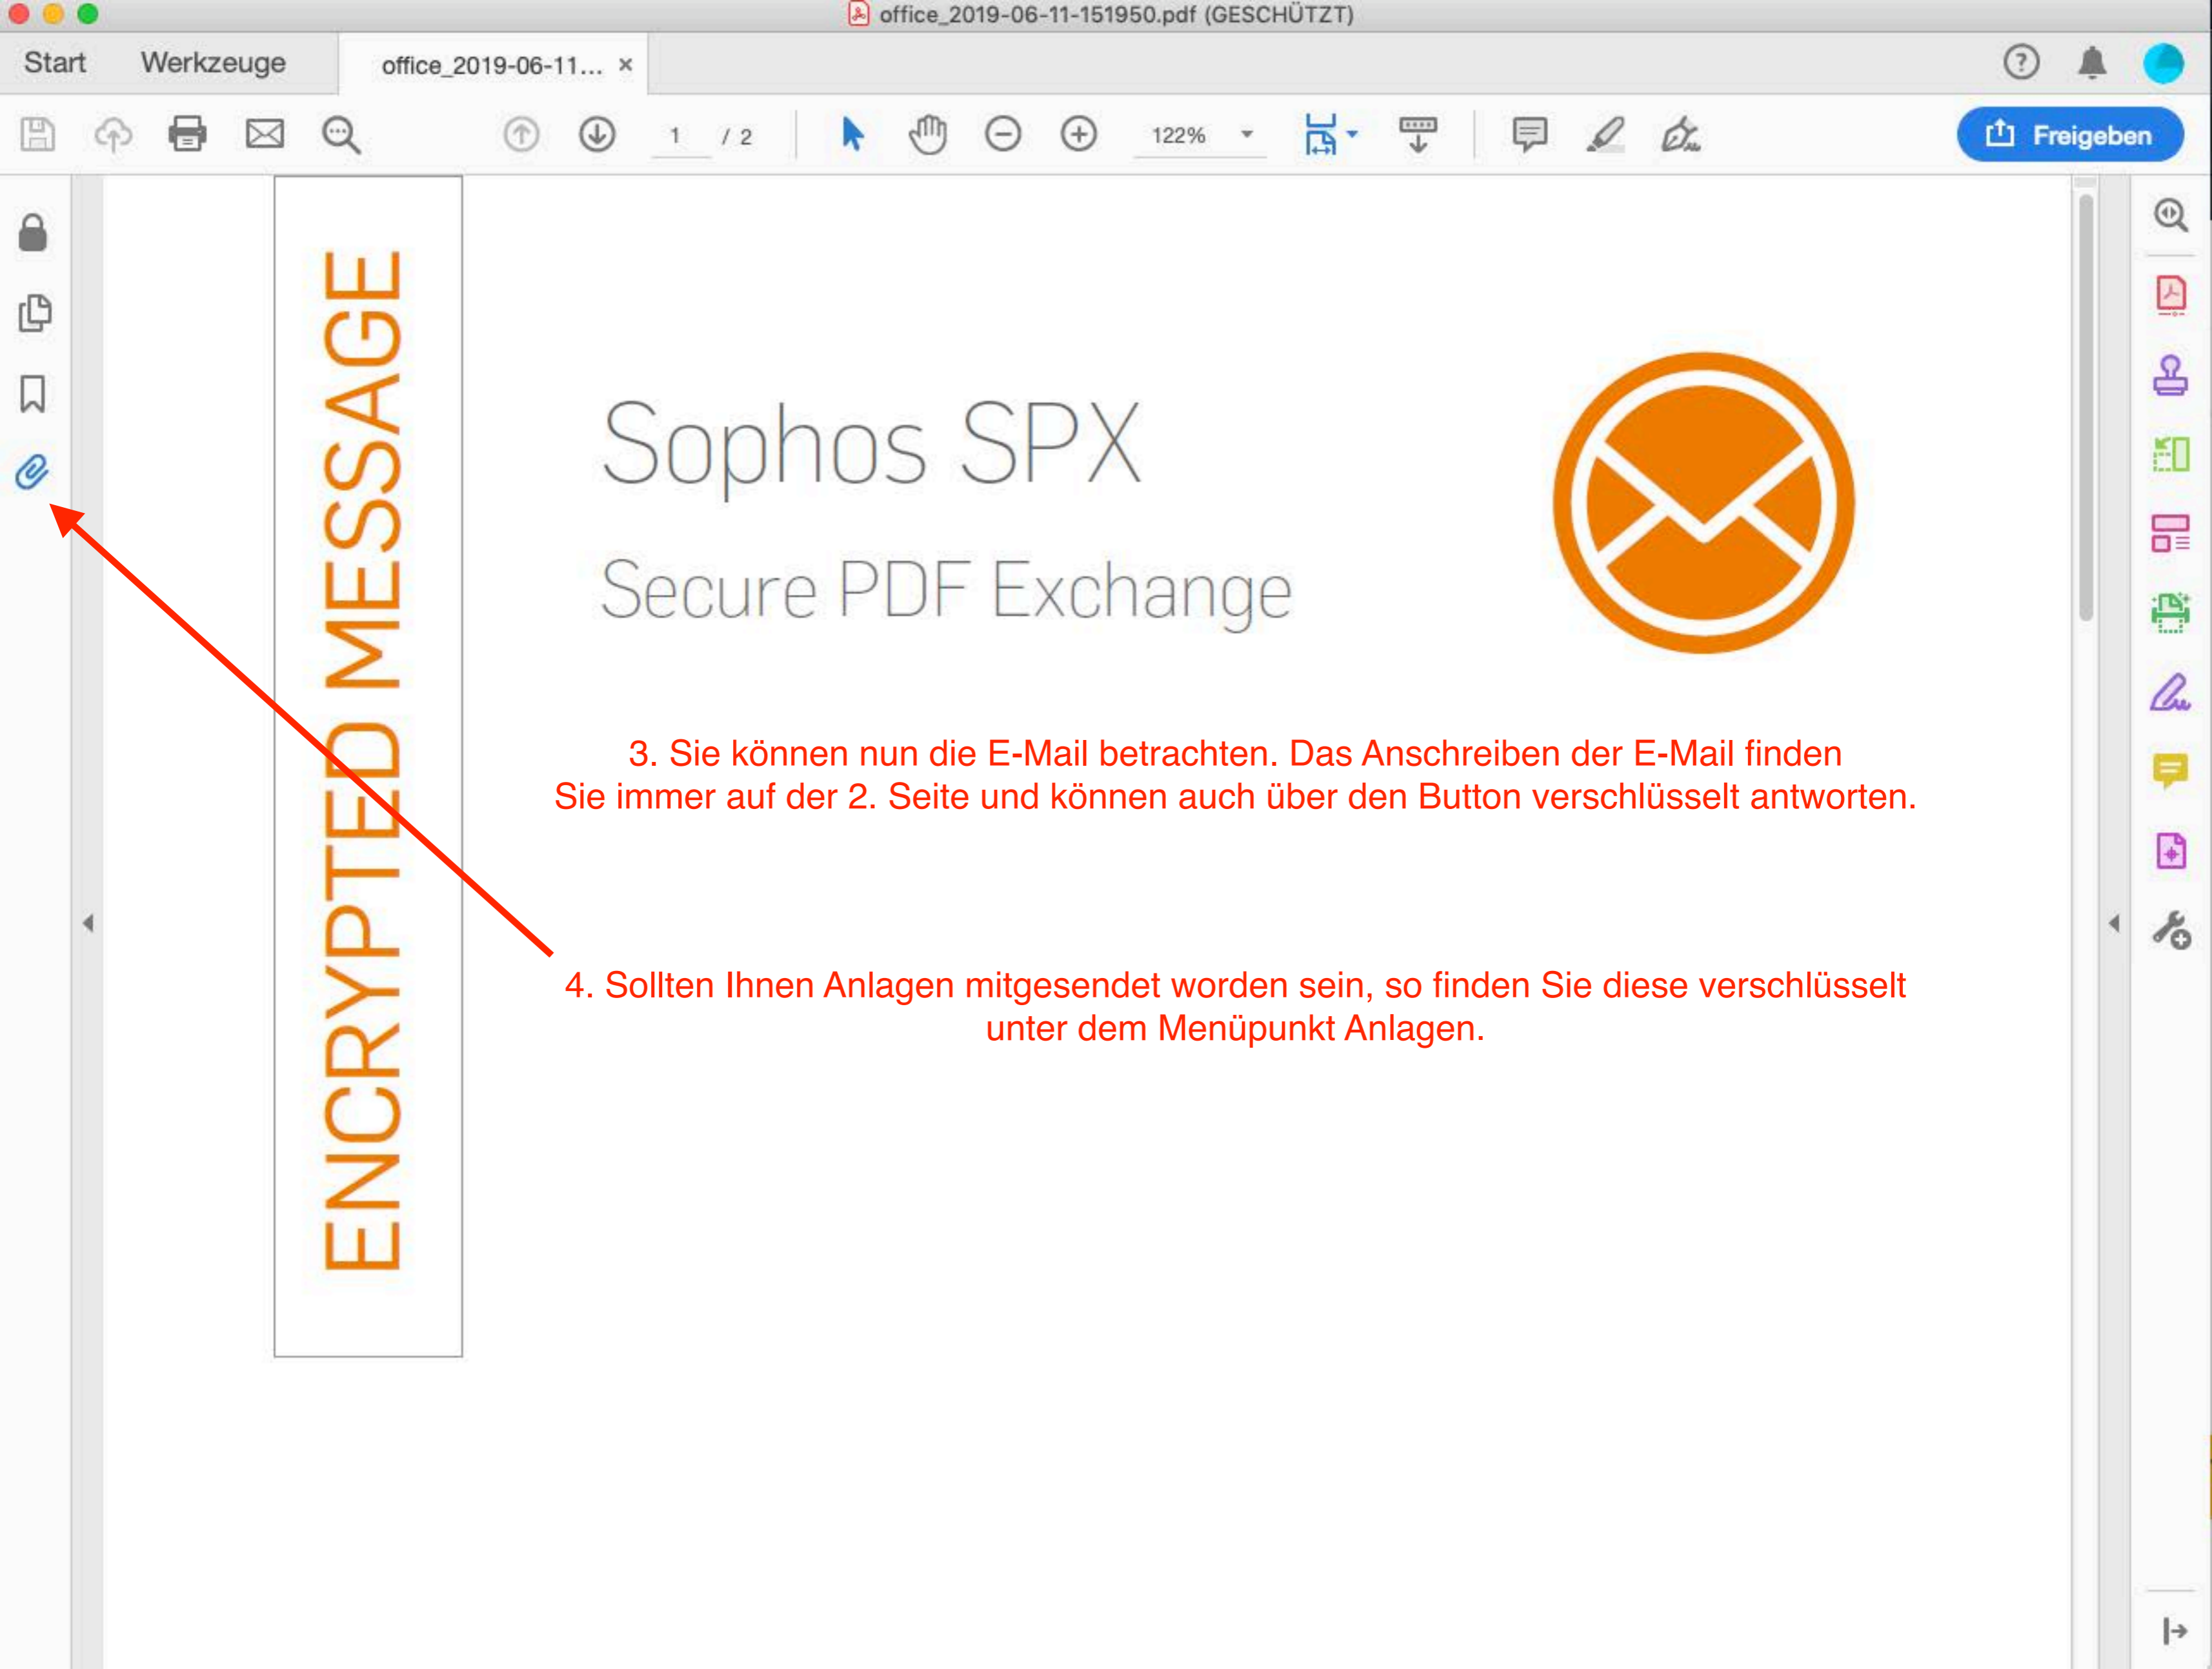 office_2019-06-11-151950.pdf (GESCHÜTZT)
Start Werkzeuge office_2019-06-11... ×
1 / 2 122% Freigeben
ENCRYPTED MESSAGE
Sophos SPX
Secure PDF Exchange
3. Sie können nun die E-Mail betrachten. Das Anschreiben der E-Mail finden
Sie immer auf der 2. Seite und können auch über den Button verschlüsselt antworten.
4. Sollten Ihnen Anlagen mitgesendet worden sein, so finden Sie diese verschlüsselt
unter dem Menüpunkt Anlagen.